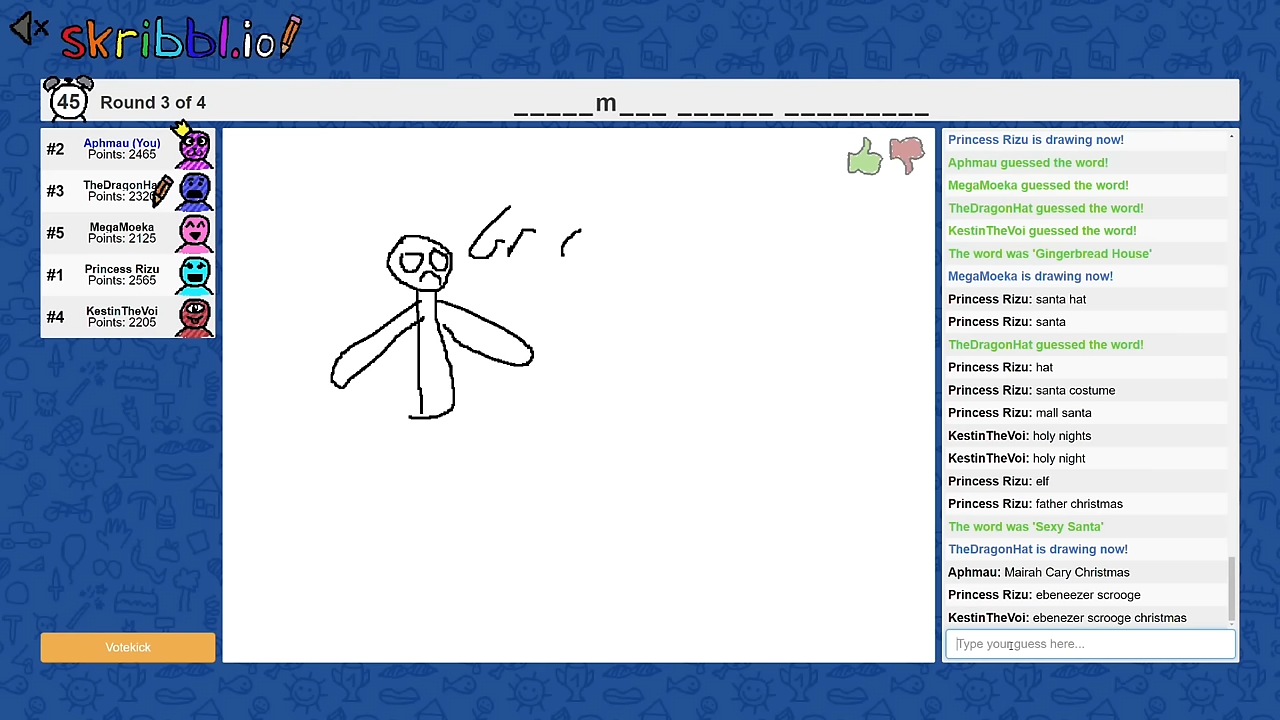 skribbl.io
45
Round 3 of 4
_____m___ ______ _________
#2
Aphmau (You)
Points: 2465
#3
TheDragonHa
Points: 2320
#5
MegaMoeka
Points: 2125
#1
Princess Rizu
Points: 2565
#4
KestinTheVoi
Points: 2205
Votekick
Gr
Princess Rizu is drawing now!
Aphmau guessed the word!
MegaMoeka guessed the word!
TheDragonHat guessed the word!
KestinTheVoi guessed the word!
The word was 'Gingerbread House'
MegaMoeka is drawing now!
Princess Rizu: santa hat
Princess Rizu: santa
TheDragonHat guessed the word!
Princess Rizu: hat
Princess Rizu: santa costume
Princess Rizu: mall santa
KestinTheVoi: holy nights
KestinTheVoi: holy night
Princess Rizu: elf
Princess Rizu: father christmas
The word was 'Sexy Santa'
TheDragonHat is drawing now!
Aphmau: Mairah Cary Christmas
Princess Rizu: ebeneezer scrooge
KestinTheVoi: ebenezer scrooge christmas
Type your guess here...